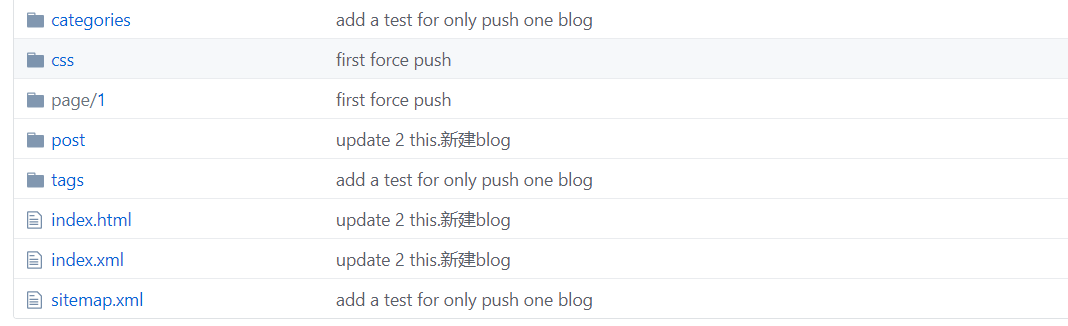 categories add a test for only push one blog
css first force push
page/1 first force push
post update 2 this.新建blog
tags add a test for only push one blog
index.html update 2 this.新建blog
index.xml update 2 this.新建blog
sitemap.xml add a test for only push one blog